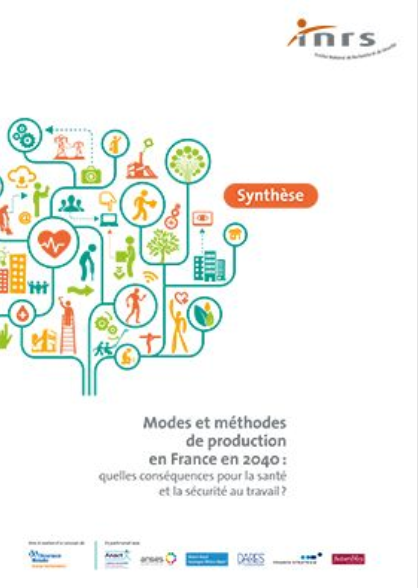 inrs
Synthèse
Modes et méthodes
de production
en France en 2040 :
quelles conséquences pour la santé
et la sécurité au travail ?
anses
DARES